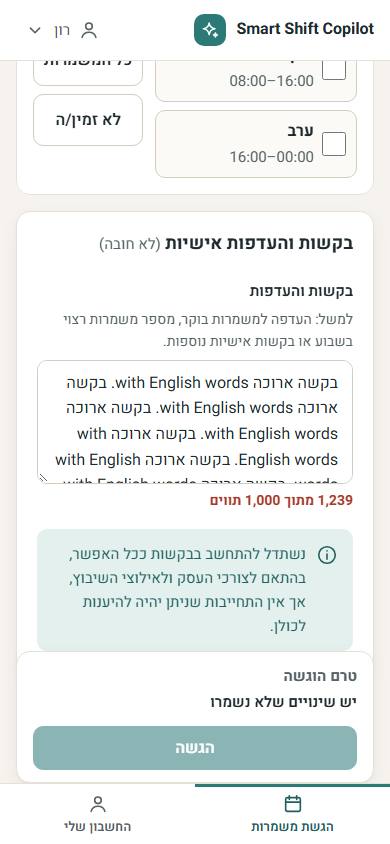 Smart Shift Copilot
רון
כל המשמרות
08:00–16:00
ערב
16:00–00:00
לא זמין/ה
בקשות והעדפות אישיות (לא חובה)
בקשות והעדפות
למשל: העדפה למשמרות בוקר, מספר משמרות רצוי
בשבוע או בקשות אישיות נוספות.
בקשה ארוכה with English words. בקשה
ארוכה with English words. בקשה ארוכה
with English words. בקשה ארוכה with
English words. בקשה ארוכה with English
words. בקשה ארוכה with English words
1,239 מתוך 1,000 תווים
נשתדל להתחשב בבקשות ככל האפשר,
בהתאם לצורכי העסק ולאילוצי השיבוץ,
אך אין התחייבות שניתן יהיה להיענות
לכולן.
טרם הוגשה
יש שינויים שלא נשמרו
הגשה
הגשת משמרות
החשבון שלי